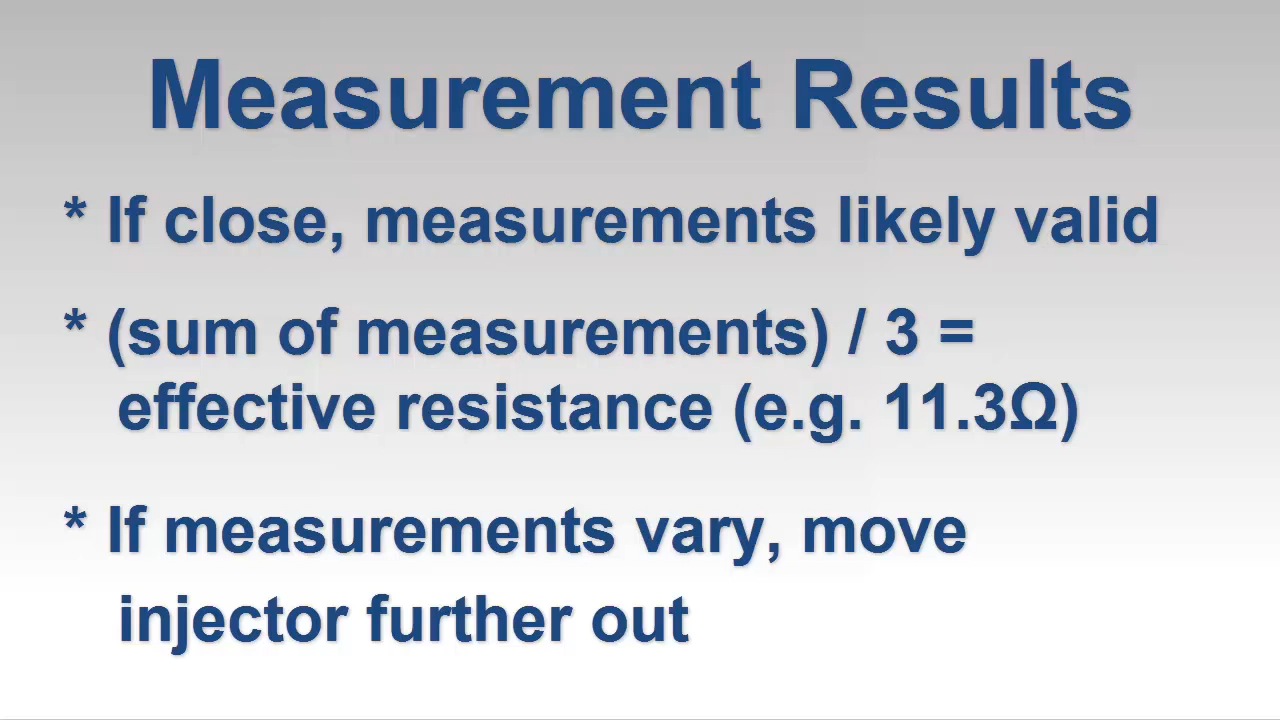 Measurement Results
* If close, measurements likely valid
* (sum of measurements) / 3 =
effective resistance (e.g. 11.3Ω)
* If measurements vary, move
injector further out